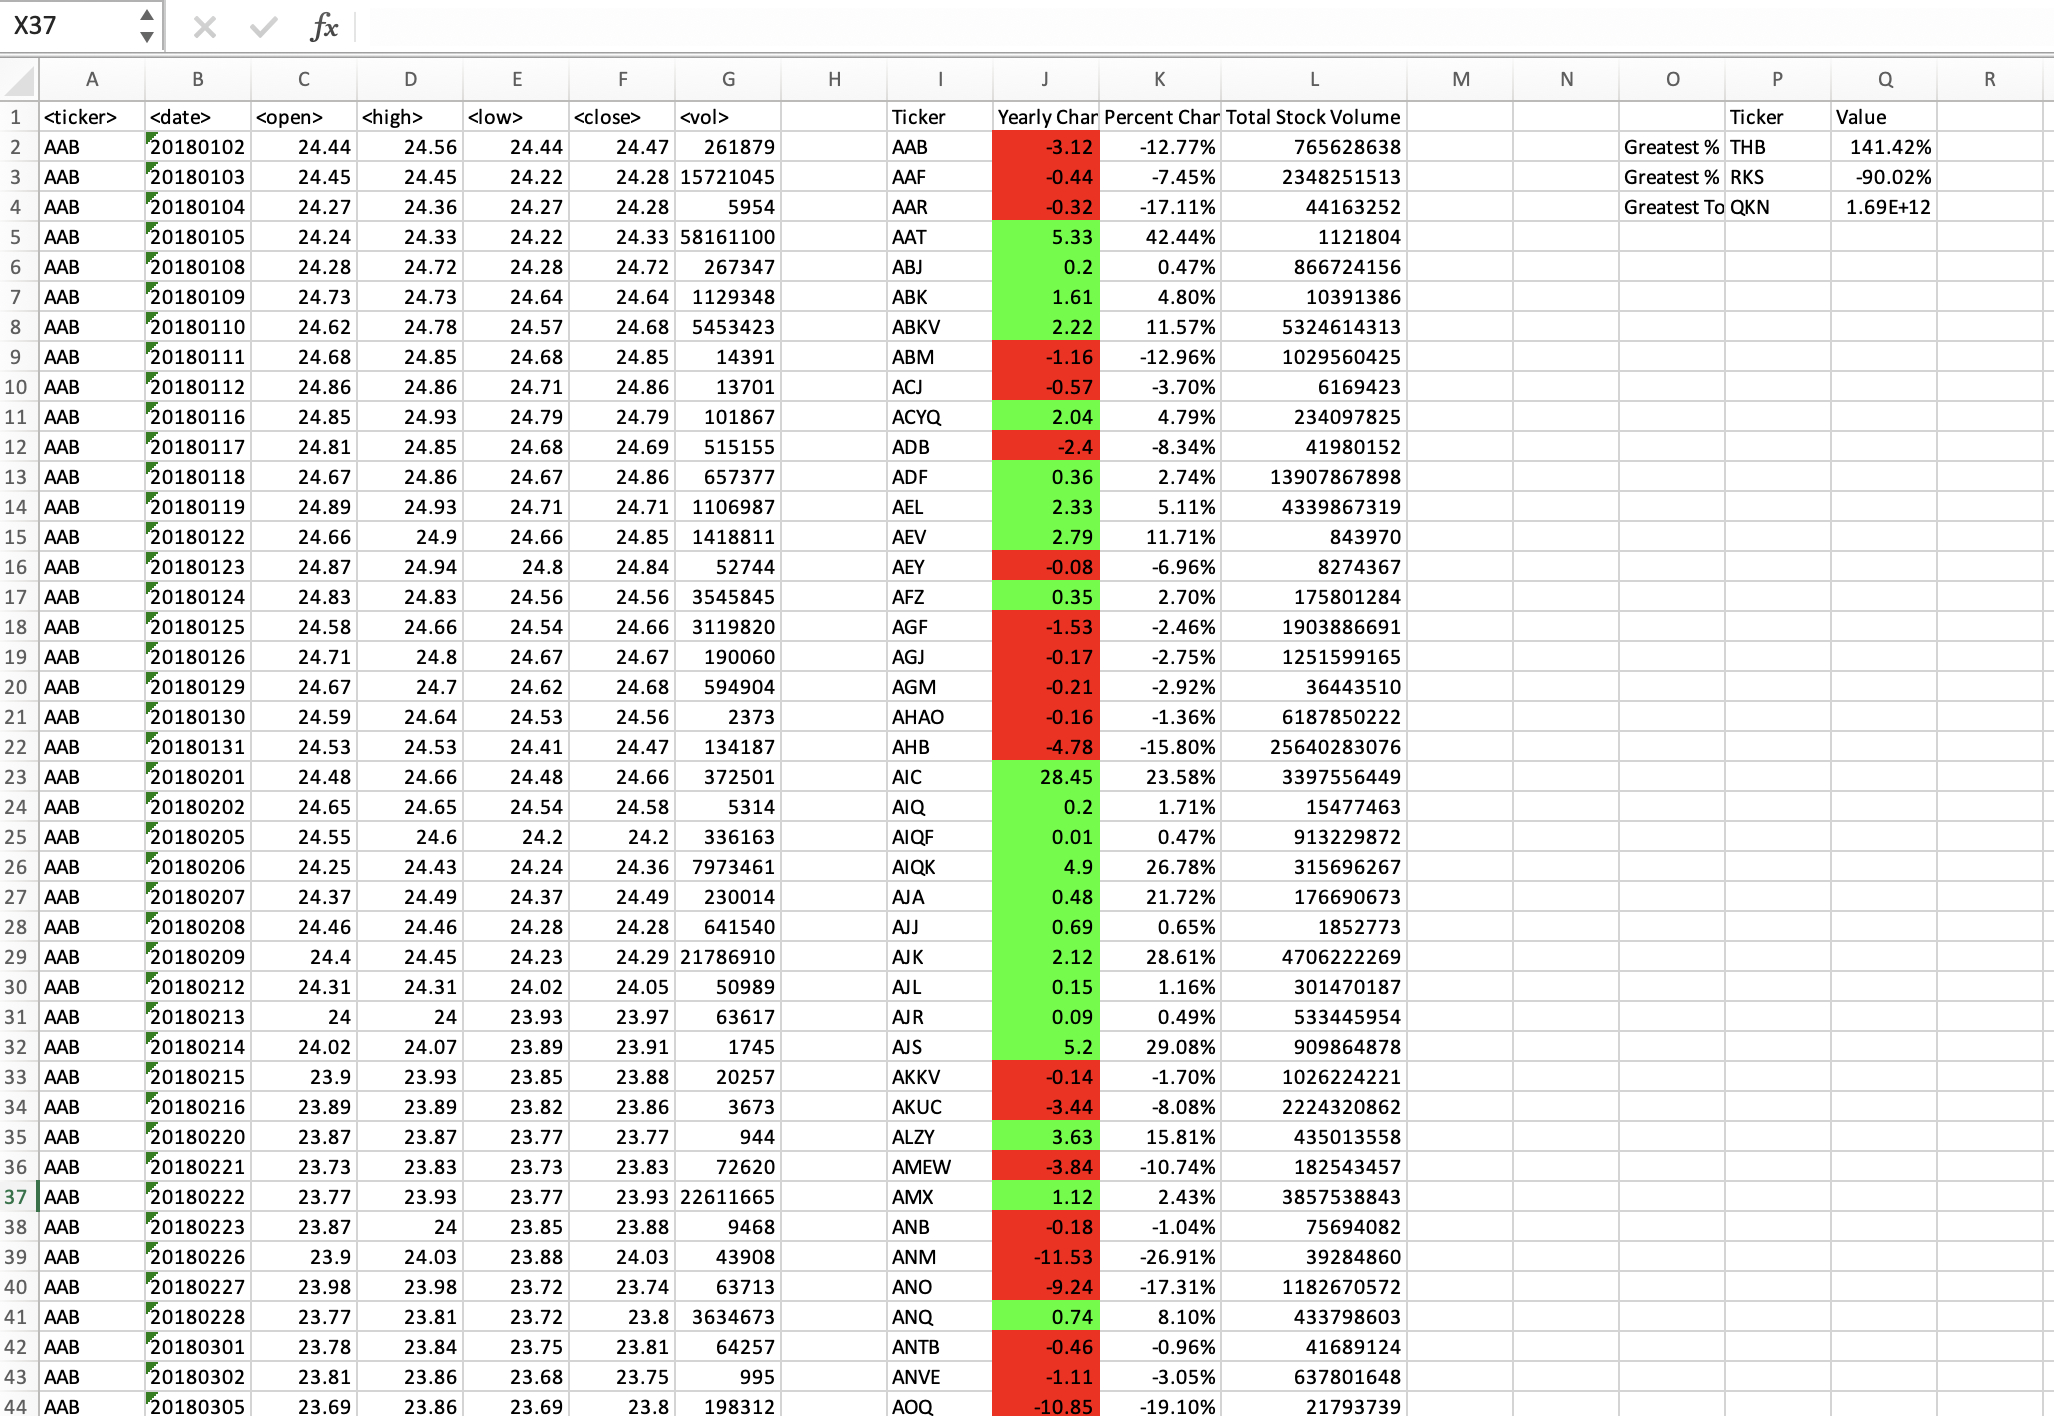 X37 fx
A B C D E F G H I J K L M N O P Q R
1 <ticker> <date> <open> <high> <low> <close> <vol> Ticker Yearly Char Percent Char Total Stock Volume Ticker Value
2 AAB 20180102 24.44 24.56 24.44 24.47 261879 AAB -3.12 -12.77% 765628638 Greatest % THB 141.42%
3 AAB 20180103 24.45 24.45 24.22 24.28 15721045 AAF -0.44 -7.45% 2348251513 Greatest % RKS -90.02%
4 AAB 20180104 24.27 24.36 24.27 24.28 5954 AAR -0.32 -17.11% 44163252 Greatest To QKN 1.69E+12
5 AAB 20180105 24.24 24.33 24.22 24.33 58161100 AAT 5.33 42.44% 1121804
6 AAB 20180108 24.28 24.72 24.28 24.72 267347 ABJ 0.2 0.47% 866724156
7 AAB 20180109 24.73 24.73 24.64 24.64 1129348 ABK 1.61 4.80% 10391386
8 AAB 20180110 24.62 24.78 24.57 24.68 5453423 ABKV 2.22 11.57% 5324614313
9 AAB 20180111 24.68 24.85 24.68 24.85 14391 ABM -1.16 -12.96% 1029560425
10 AAB 20180112 24.86 24.86 24.71 24.86 13701 ACJ -0.57 -3.70% 6169423
11 AAB 20180116 24.85 24.93 24.79 24.79 101867 ACYQ 2.04 4.79% 234097825
12 AAB 20180117 24.81 24.85 24.68 24.69 515155 ADB -2.4 -8.34% 41980152
13 AAB 20180118 24.67 24.86 24.67 24.86 657377 ADF 0.36 2.74% 13907867898
14 AAB 20180119 24.89 24.93 24.71 24.71 1106987 AEL 2.33 5.11% 4339867319
15 AAB 20180122 24.66 24.9 24.66 24.85 1418811 AEV 2.79 11.71% 843970
16 AAB 20180123 24.87 24.94 24.8 24.84 52744 AEY -0.08 -6.96% 8274367
17 AAB 20180124 24.83 24.83 24.56 24.56 3545845 AFZ 0.35 2.70% 175801284
18 AAB 20180125 24.58 24.66 24.54 24.66 3119820 AGF -1.53 -2.46% 1903886691
19 AAB 20180126 24.71 24.8 24.67 24.67 190060 AGJ -0.17 -2.75% 1251599165
20 AAB 20180129 24.67 24.7 24.62 24.68 594904 AGM -0.21 -2.92% 36443510
21 AAB 20180130 24.59 24.64 24.53 24.56 2373 AHAO -0.16 -1.36% 6187850222
22 AAB 20180131 24.53 24.53 24.41 24.47 134187 AHB -4.78 -15.80% 25640283076
23 AAB 20180201 24.48 24.66 24.48 24.66 372501 AIC 28.45 23.58% 3397556449
24 AAB 20180202 24.65 24.65 24.54 24.58 5314 AIQ 0.2 1.71% 15477463
25 AAB 20180205 24.55 24.6 24.2 24.2 336163 AIQF 0.01 0.47% 913229872
26 AAB 20180206 24.25 24.43 24.24 24.36 7973461 AIQK 4.9 26.78% 315696267
27 AAB 20180207 24.37 24.49 24.37 24.49 230014 AJA 0.48 21.72% 176690673
28 AAB 20180208 24.46 24.46 24.28 24.28 641540 AJJ 0.69 0.65% 1852773
29 AAB 20180209 24.4 24.45 24.23 24.29 21786910 AJK 2.12 28.61% 4706222269
30 AAB 20180212 24.31 24.31 24.02 24.05 50989 AJL 0.15 1.16% 301470187
31 AAB 20180213 24 24 23.93 23.97 63617 AJR 0.09 0.49% 533445954
32 AAB 20180214 24.02 24.07 23.89 23.91 1745 AJS 5.2 29.08% 909864878
33 AAB 20180215 23.9 23.93 23.85 23.88 20257 AKKV -0.14 -1.70% 1026224221
34 AAB 20180216 23.89 23.89 23.82 23.86 3673 AKUC -3.44 -8.08% 2224320862
35 AAB 20180220 23.87 23.87 23.77 23.77 944 ALZY 3.63 15.81% 435013558
36 AAB 20180221 23.73 23.83 23.73 23.83 72620 AMEW -3.84 -10.74% 182543457
37 AAB 20180222 23.77 23.93 23.77 23.93 22611665 AMX 1.12 2.43% 3857538843
38 AAB 20180223 23.87 24 23.85 23.88 9468 ANB -0.18 -1.04% 75694082
39 AAB 20180226 23.9 24.03 23.88 24.03 43908 ANM -11.53 -26.91% 39284860
40 AAB 20180227 23.98 23.98 23.72 23.74 63713 ANO -9.24 -17.31% 1182670572
41 AAB 20180228 23.77 23.81 23.72 23.8 3634673 ANQ 0.74 8.10% 433798603
42 AAB 20180301 23.78 23.84 23.75 23.81 64257 ANTB -0.46 -0.96% 41689124
43 AAB 20180302 23.81 23.86 23.68 23.75 995 ANVE -1.11 -3.05% 637801648
44 AAB 20180305 23.69 23.86 23.69 23.8 198312 AOQ -10.85 -19.10% 21793739